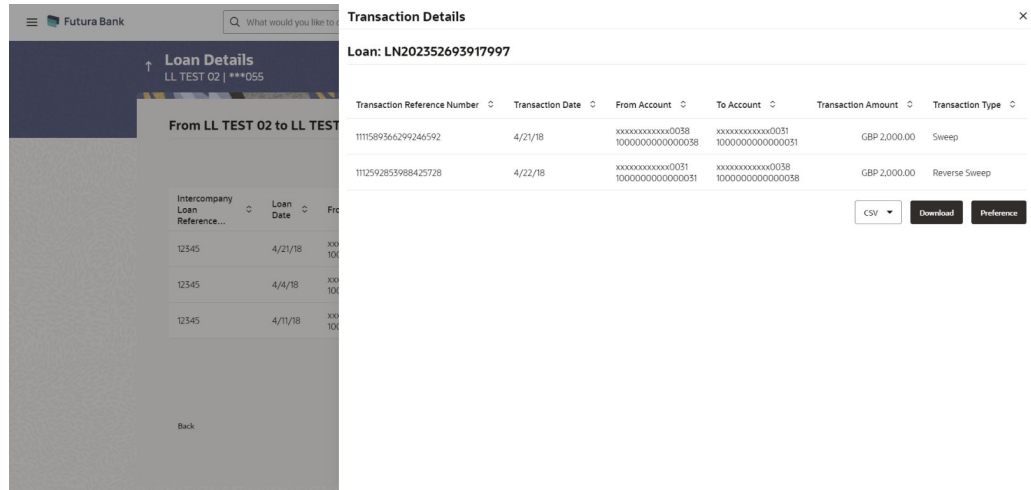 Futura Bank
What would you like to
Loan Details
LL TEST 02 | ***055
From LL TEST 02 to LL TEST
Intercompany
Loan
Reference...
Loan
Date
12345
4/21/18
12345
4/4/18
12345
4/11/18
Back
Transaction Details
Loan: LN202352693917997
Transaction Reference Number Transaction Date From Account To Account Transaction Amount Transaction Type
1111589366299246592 4/21/18 xxxxxxxxxxxx0038 xxxxxxxxxxxx0031 GBP 2,000.00 Sweep
1000000000000038 1000000000000031
1112592853988425728 4/22/18 xxxxxxxxxxxx0031 xxxxxxxxxxxx0038 GBP 2,000.00 Reverse Sweep
1000000000000031 1000000000000038
CSV Download Preference